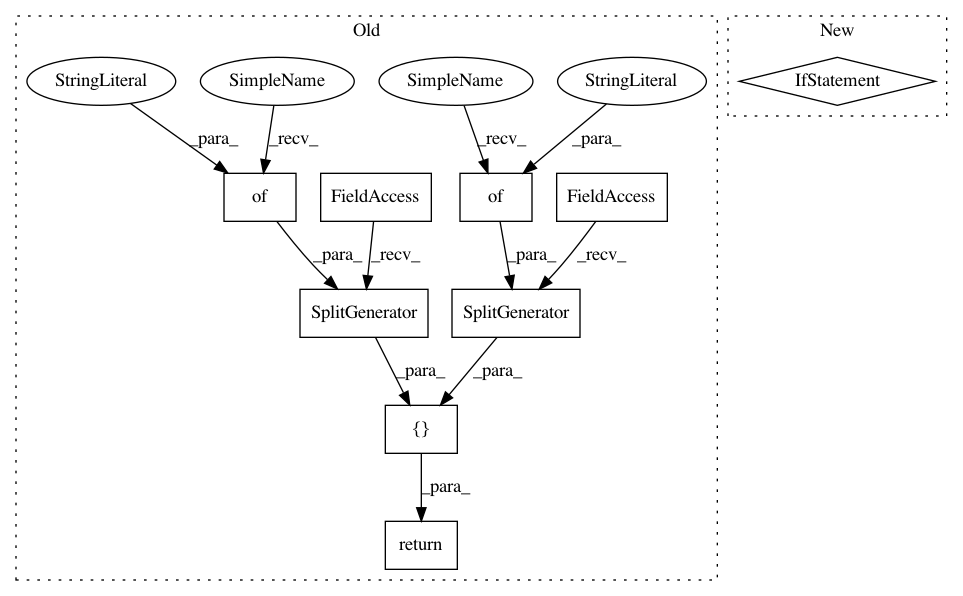 Old
New
StringLiteral
SimpleName
SimpleName
StringLiteral
IfStatement
_para_
_recv_
_recv_
_para_
of
FieldAccess
of
FieldAccess
_para_
_recv_
_para_
_recv_
SplitGenerator
SplitGenerator
_para_
_para_
{}
_para_
return